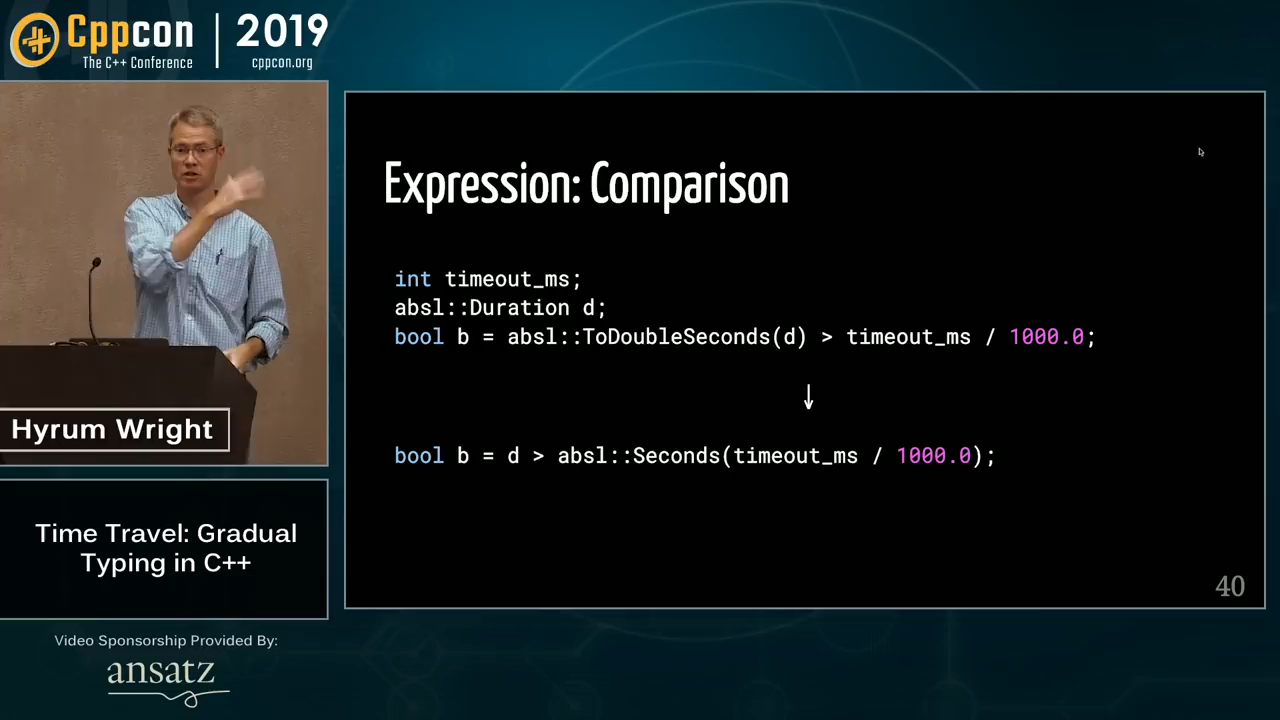 Cppcon
The C++ Conference
2019
cppcon.org
Hyrum Wright
Time Travel: Gradual
Typing in C++
Video Sponsorship Provided By:
ansatz
Expression: Comparison
int timeout_ms;
absl::Duration d;
bool b = absl::ToDoubleSeconds(d) > timeout_ms / 1000.0;
↓
bool b = d > absl::Seconds(timeout_ms / 1000.0);
40